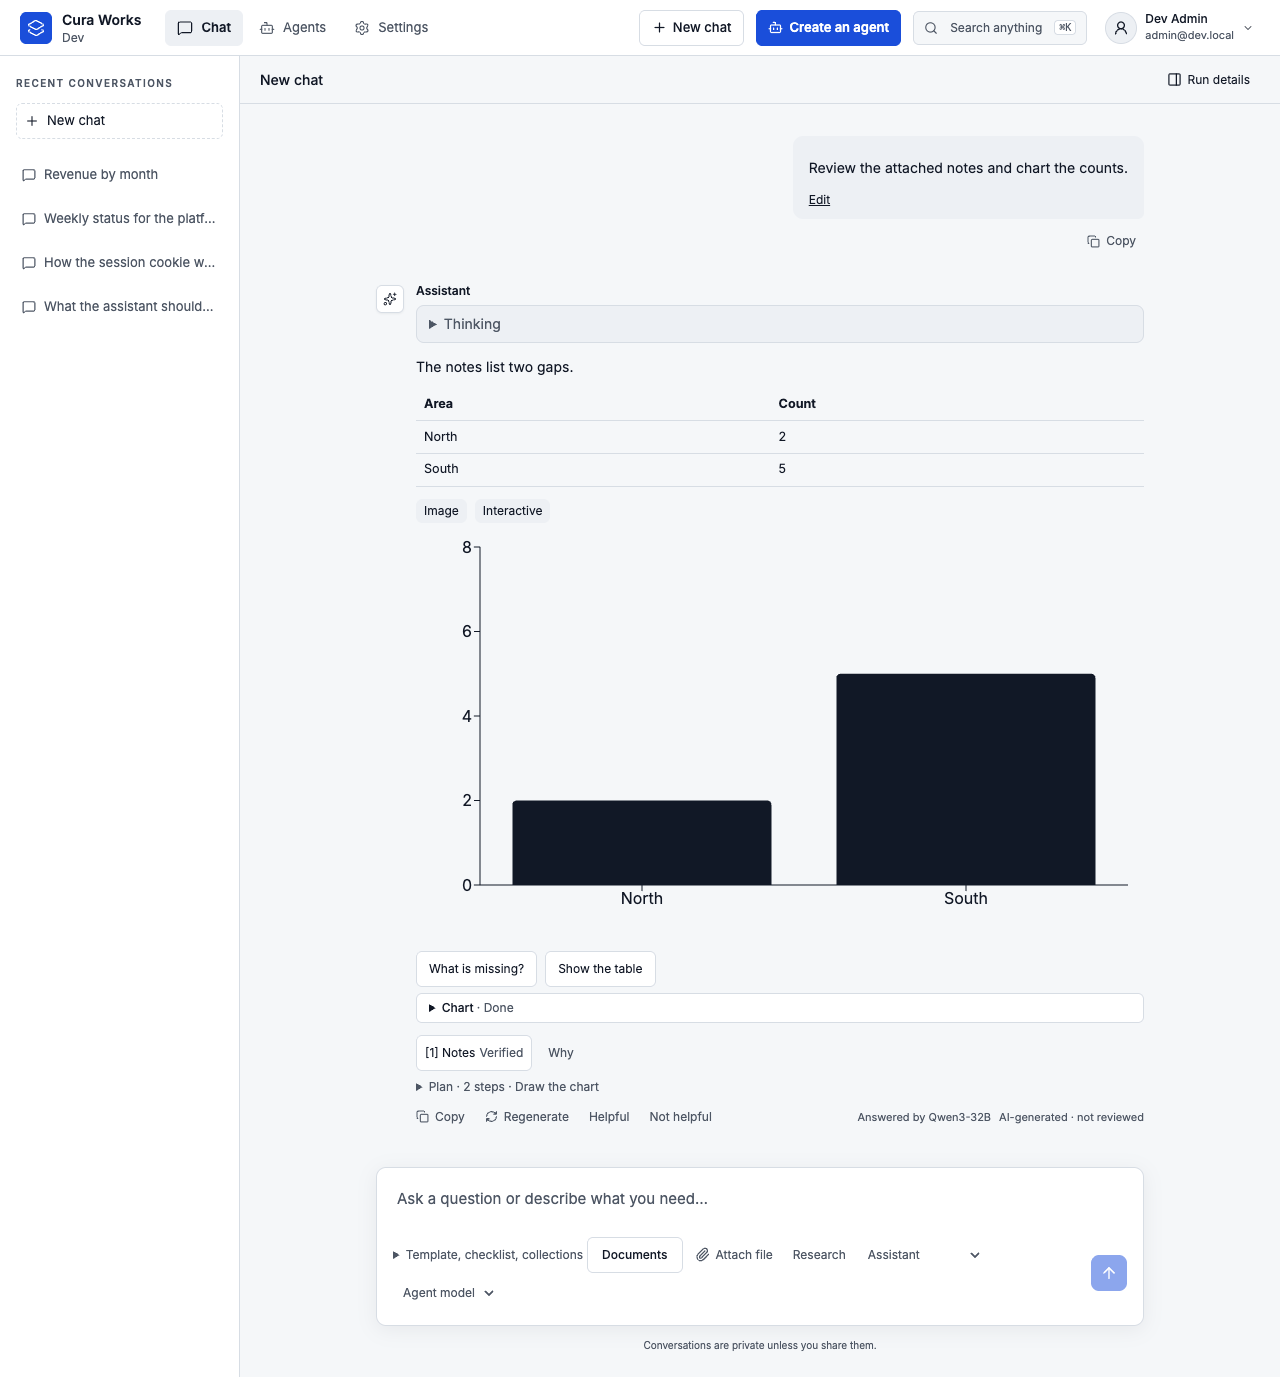 Cura Works
Dev
Chat
Agents
Settings
New chat
Create an agent
Search anything
⌘K
Dev Admin
admin@dev.local
RECENT CONVERSATIONS
New chat
Revenue by month
Weekly status for the platf...
How the session cookie w...
What the assistant should...
New chat
Run details
Review the attached notes and chart the counts.
Edit
Copy
Assistant
Thinking
The notes list two gaps.
Area Count
North 2
South 5
Image Interactive
8
6
4
2
0
North South
What is missing? Show the table
Chart · Done
[1] Notes Verified Why
Plan · 2 steps · Draw the chart
Copy Regenerate Helpful Not helpful Answered by Qwen3-32B AI-generated · not reviewed
Ask a question or describe what you need...
Template, checklist, collections Documents Attach file Research Assistant
Agent model
Conversations are private unless you share them.